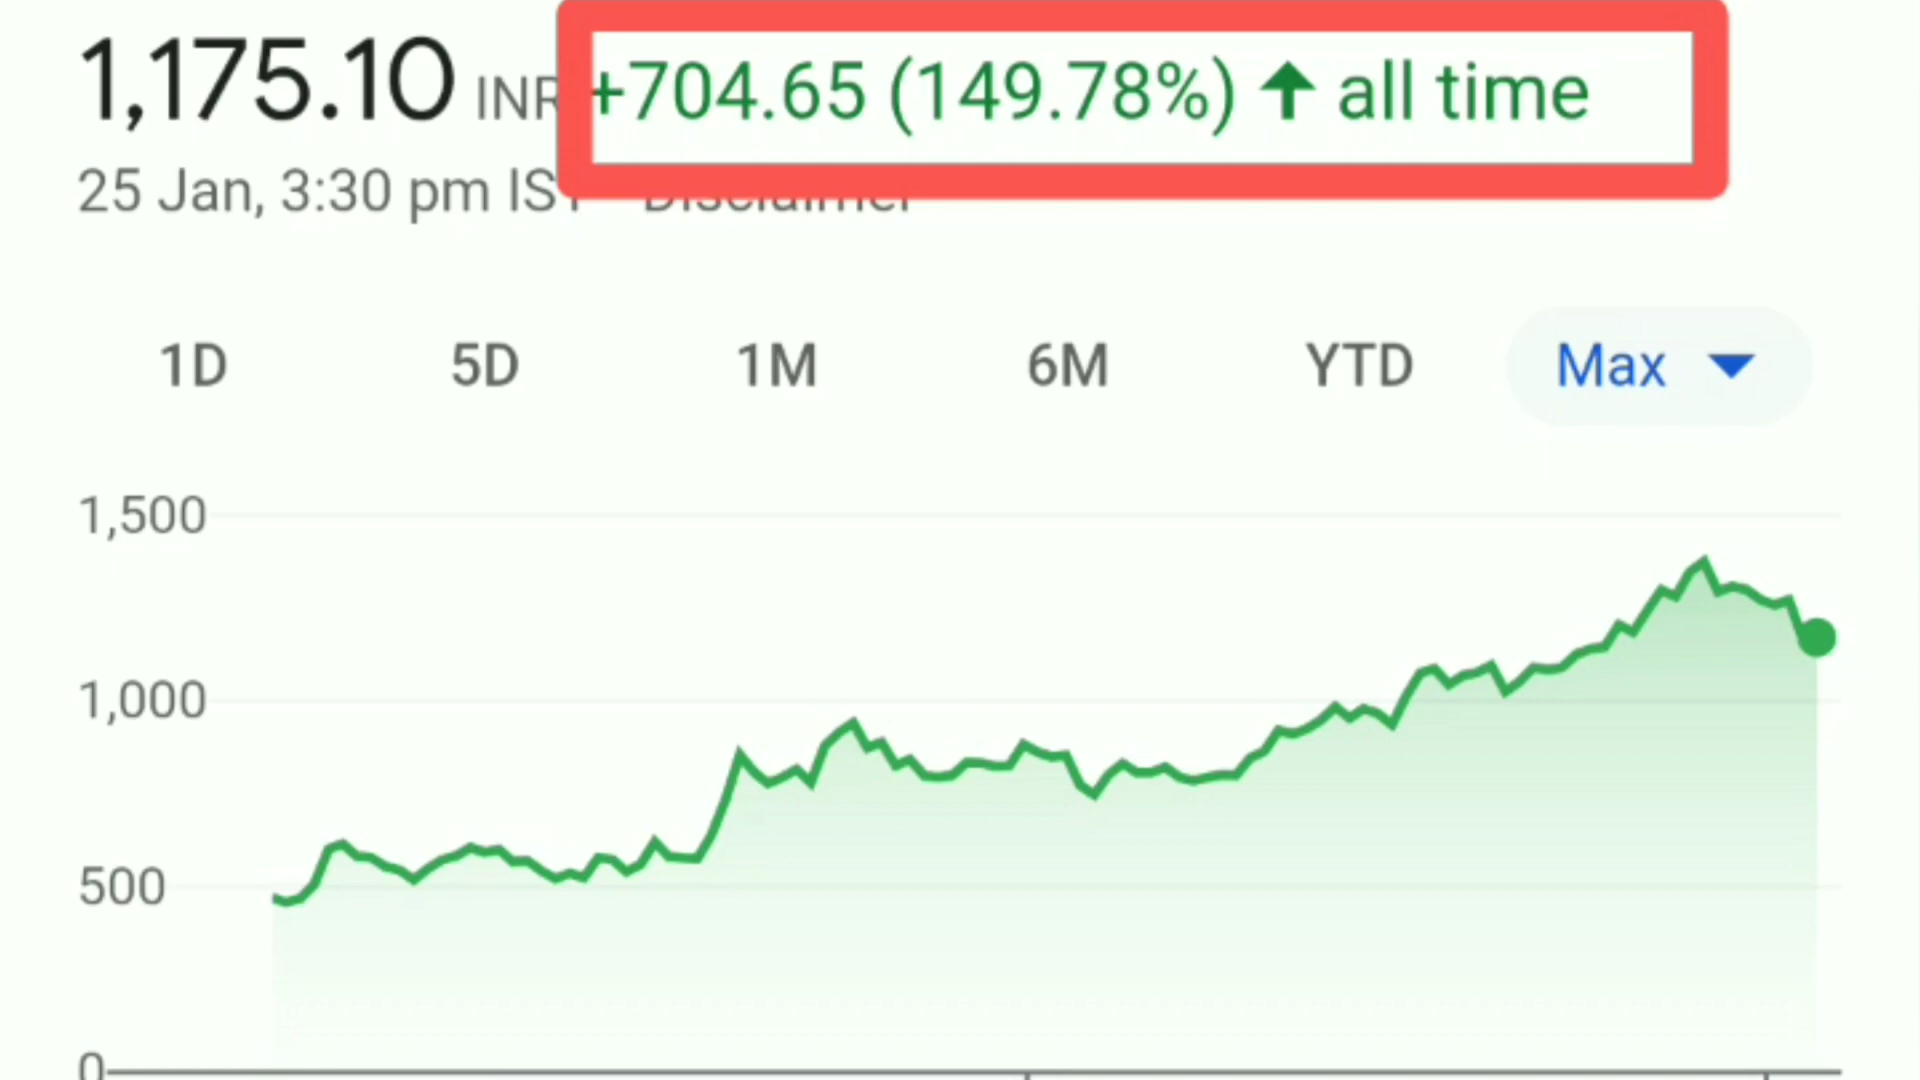 1,175.10 INR +704.65 (149.78%) ↑ all time
25 Jan, 3:30 pm IST Disclaimer
1D 5D 1M 6M YTD Max
1,500
1,000
500
0